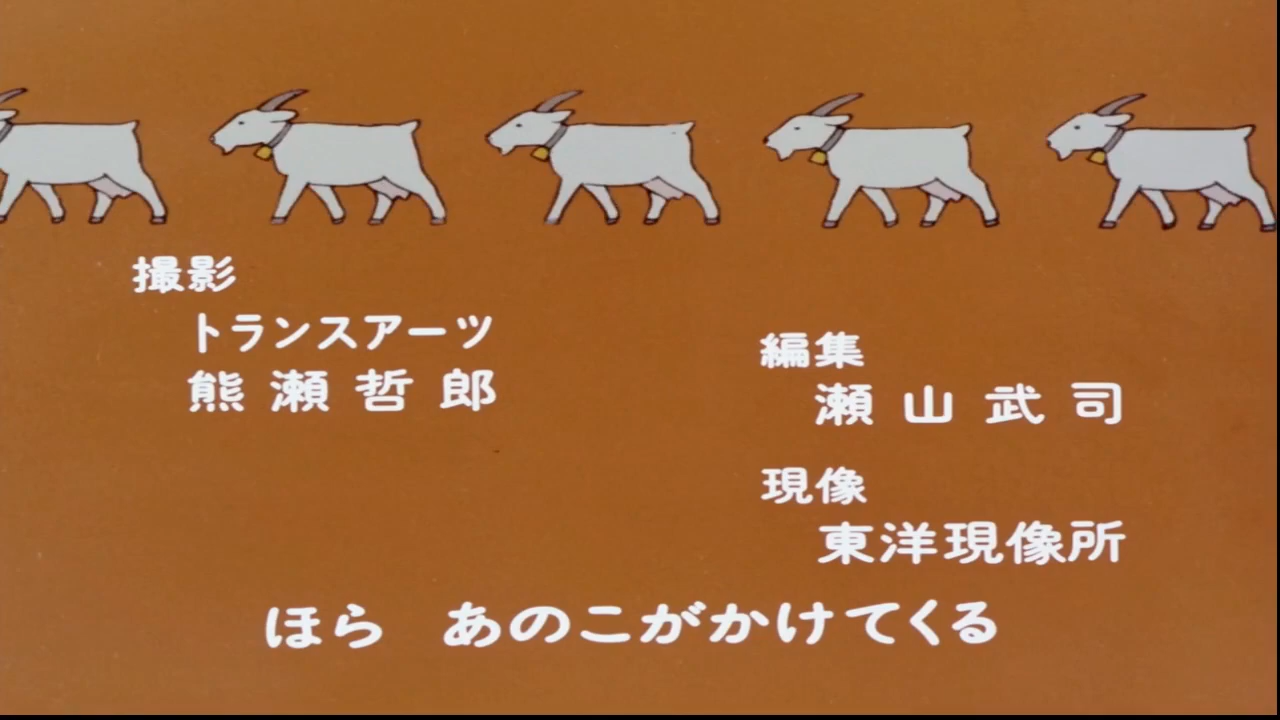 撮影
トランスアーツ
熊瀬哲郎
編集
瀬山武司
現像
東洋現像所
ほら　あのこがかけてくる